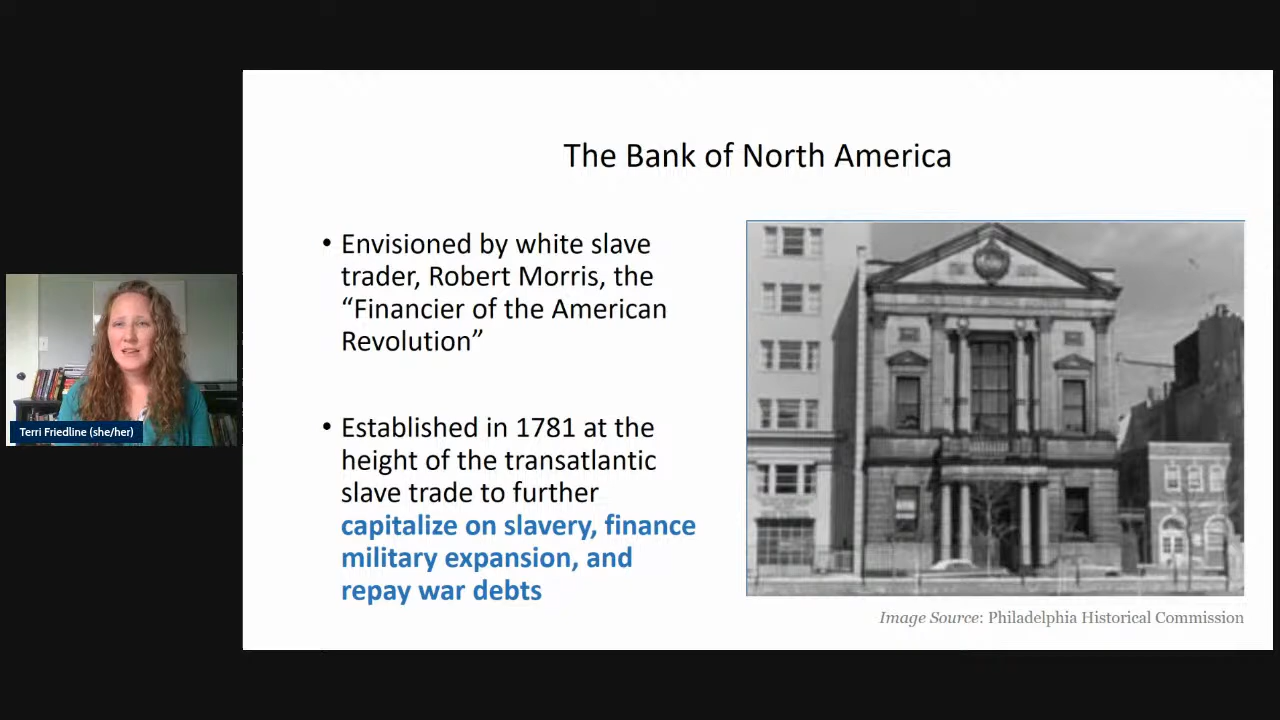 The Bank of North America
• Envisioned by white slave
trader, Robert Morris, the
“Financier of the American
Revolution”
• Established in 1781 at the
height of the transatlantic
slave trade to further
capitalize on slavery, finance
military expansion, and
repay war debts
Image Source: Philadelphia Historical Commission
Terri Friedline (she/her)